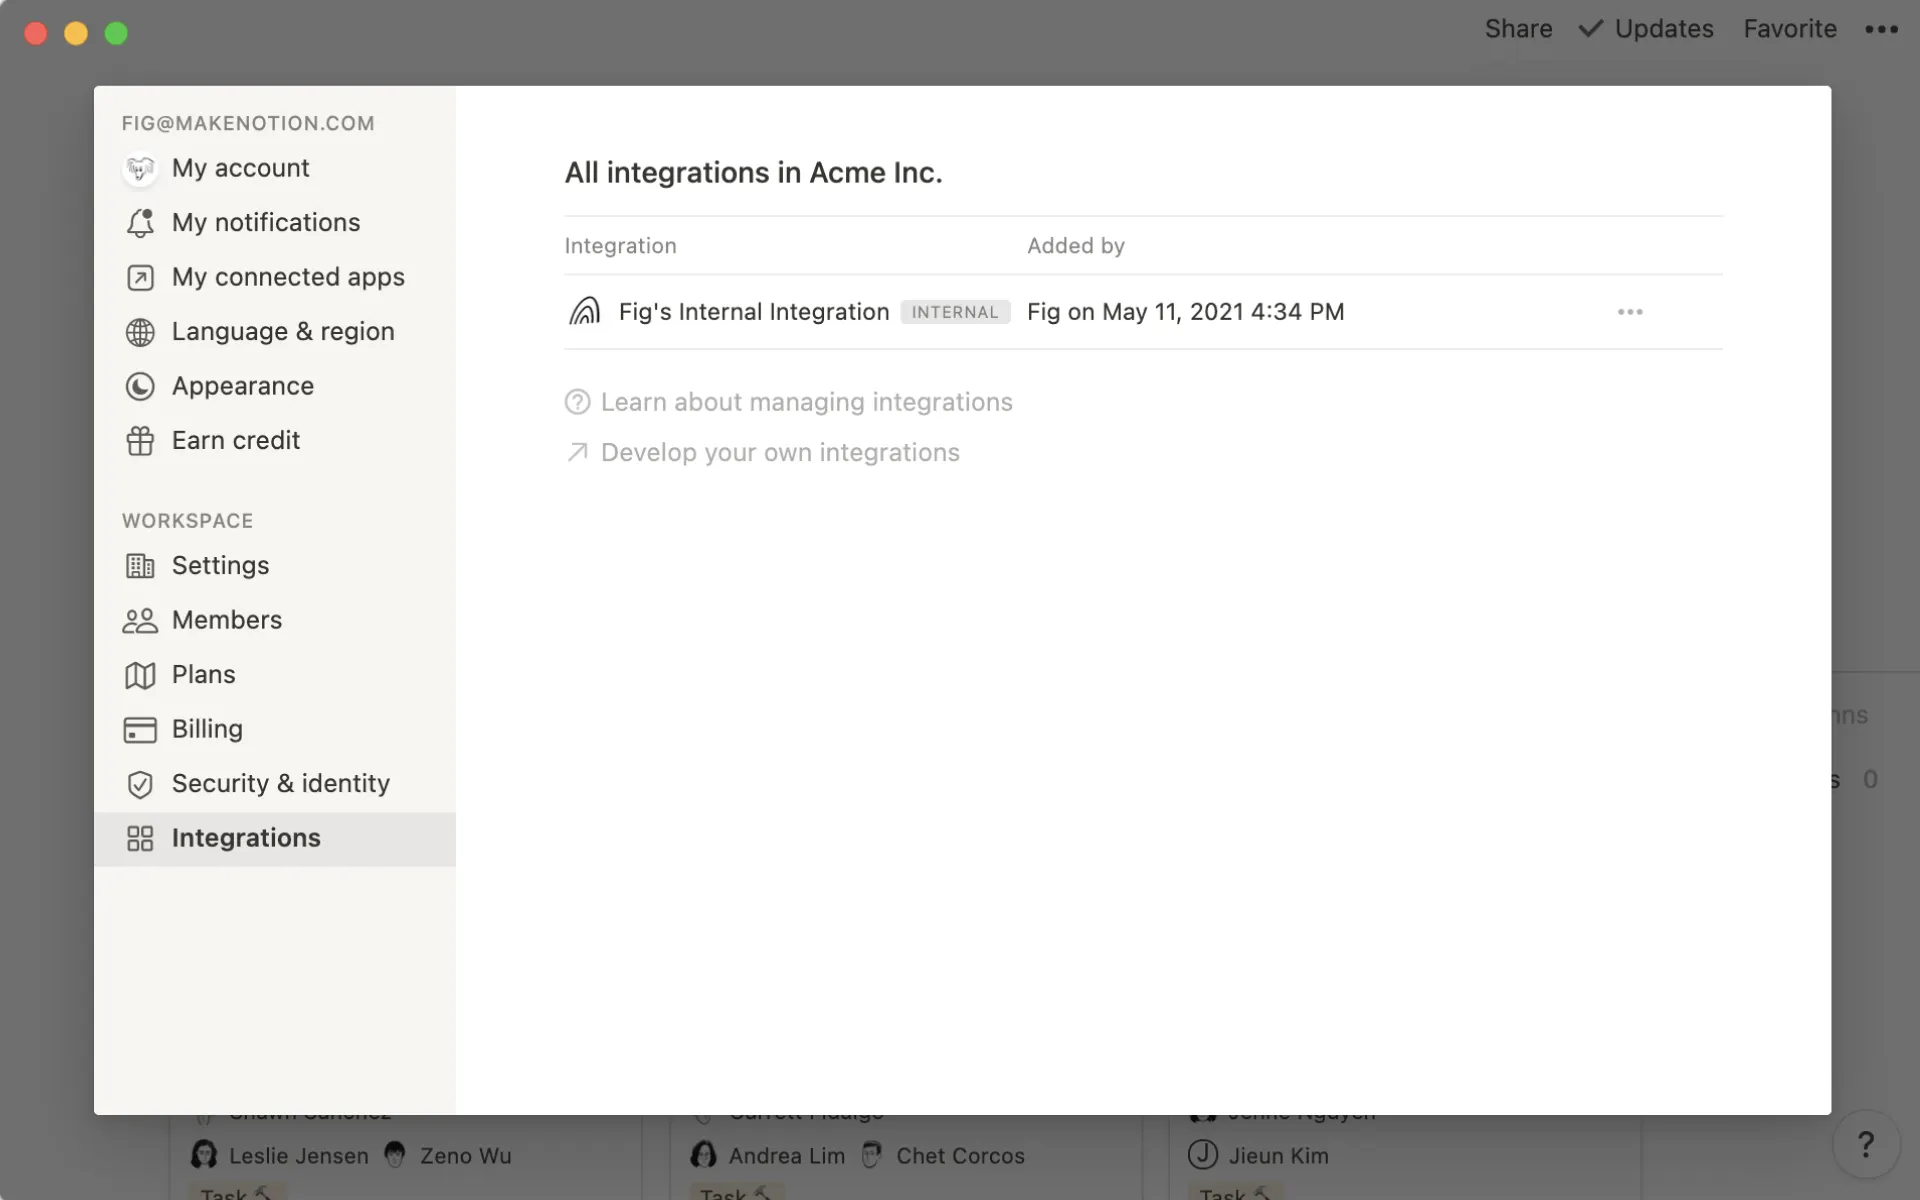 Share Updates Favorite
FIG@MAKENOTION.COM
My account
My notifications
My connected apps
Language & region
Appearance
Earn credit
WORKSPACE
Settings
Members
Plans
Billing
Security & identity
Integrations
All integrations in Acme Inc.
Integration Added by
Fig's Internal Integration INTERNAL Fig on May 11, 2021 4:34 PM
Learn about managing integrations
Develop your own integrations
0
Leslie Jensen Zeno Wu Andrea Lim Chet Corcos J Jieun Kim
Task Task Task
?